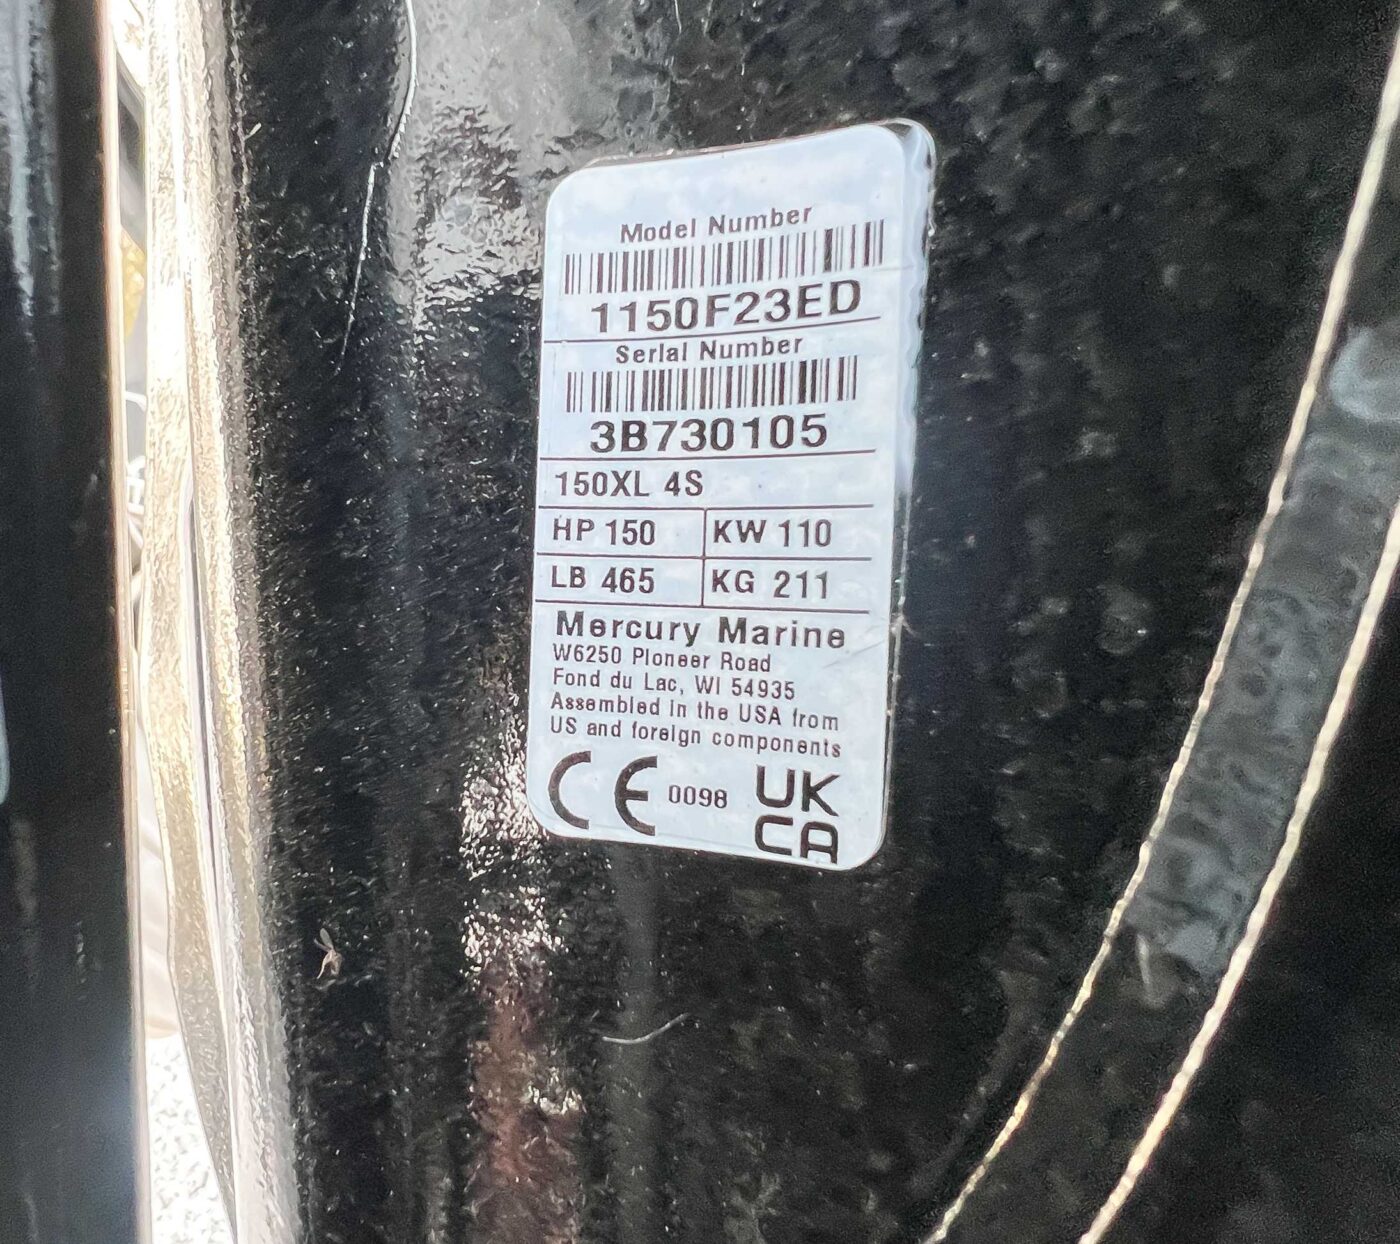 Model Number
1150F23ED
Serial Number
3B730105
150XL 4S
HP 150 KW 110
LB 465 KG 211
Mercury Marine
W6250 Pioneer Road
Fond du Lac, WI 54935
Assembled in the USA from
US and foreign components
CE 0098 UK
CA